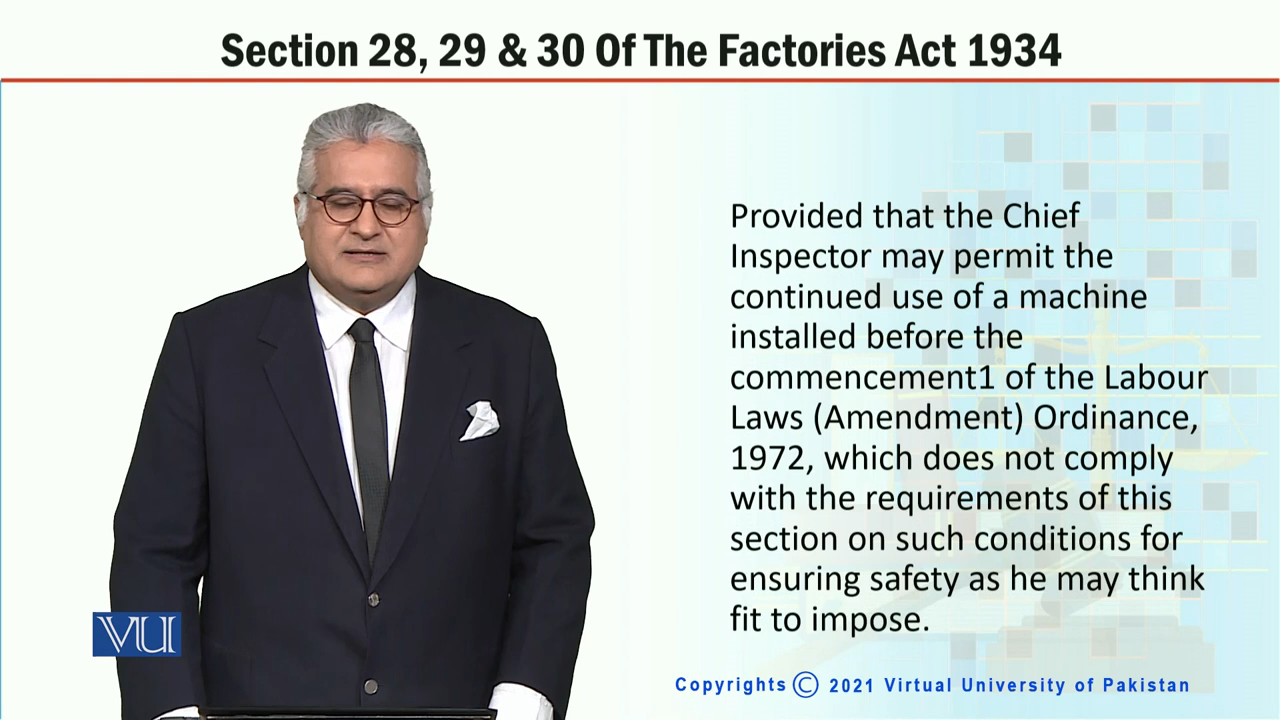 Section 28, 29 & 30 Of The Factories Act 1934
Provided that the Chief
Inspector may permit the
continued use of a machine
installed before the
commencement1 of the Labour
Laws (Amendment) Ordinance,
1972, which does not comply
with the requirements of this
section on such conditions for
ensuring safety as he may think
fit to impose.
VU
Copyrights © 2021 Virtual University of Pakistan